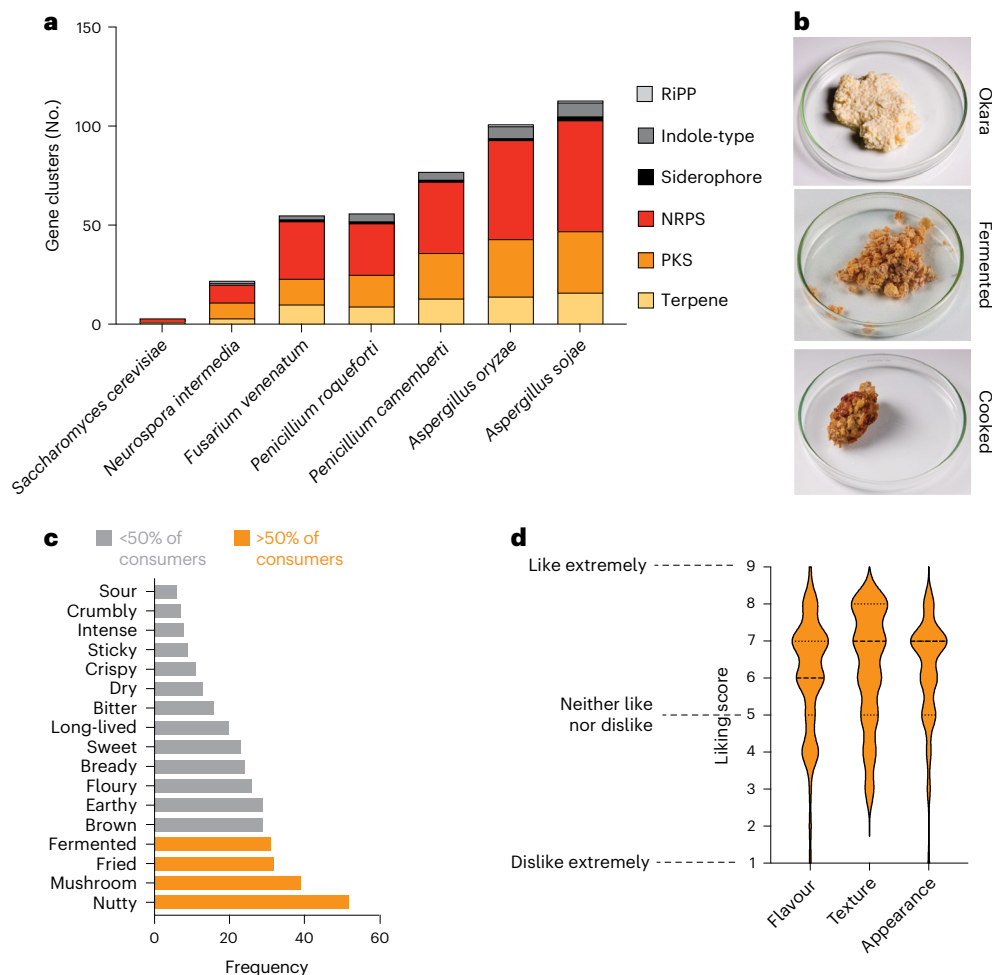 a
150
100
50
0
Gene clusters (No.)
RiPP
Indole-type
Siderophore
NRPS
PKS
Terpene
Saccharomyces cerevisiae
Neurospora intermedia
Fusarium venenatum
Penicillium roqueforti
Penicillium camemberti
Aspergillus oryzae
Aspergillus sojae
b
Okara
Fermented
Cooked
c
<50% of
consumers
>50% of
consumers
Sour
Crumbly
Intense
Sticky
Crispy
Dry
Bitter
Long-lived
Sweet
Bready
Floury
Earthy
Brown
Fermented
Fried
Mushroom
Nutty
0
20
40
60
Frequency
d
Like extremely
Neither like
nor dislike
Dislike extremely
Liking score
9
8
7
6
5
4
3
2
1
Flavour
Texture
Appearance